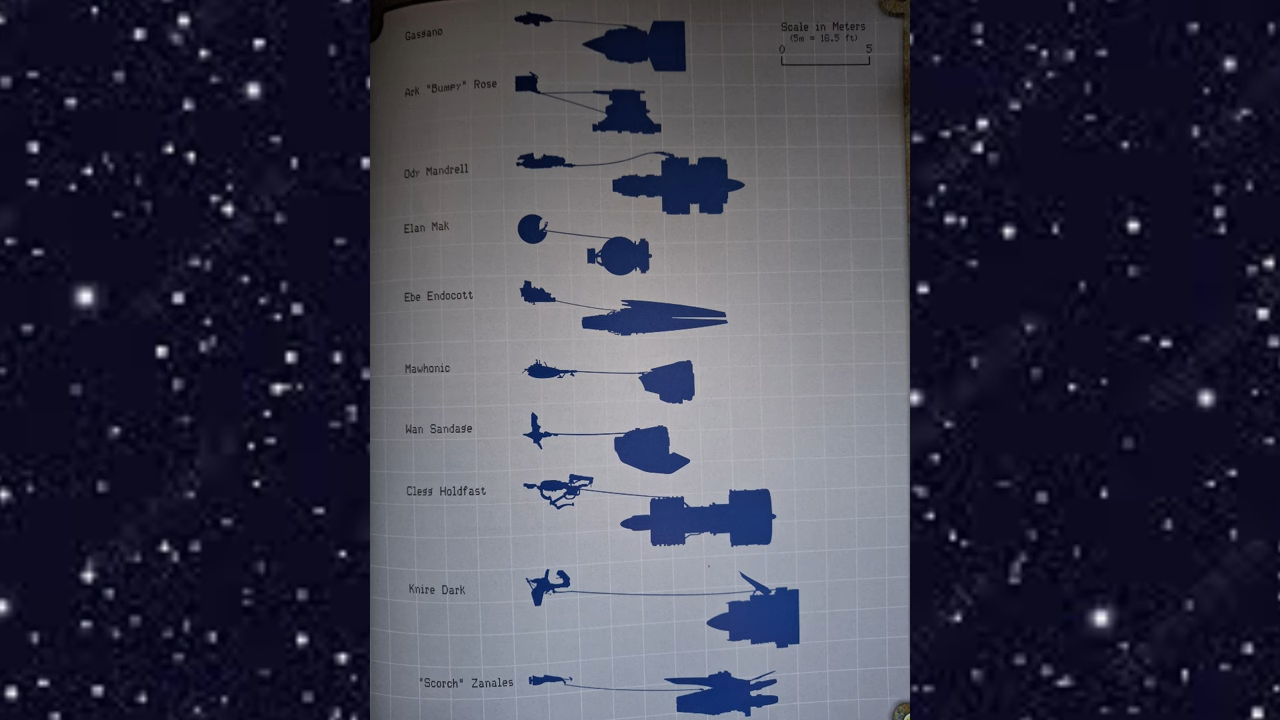 Gasgano
Scale in Meters
(5m = 16.5 ft)
0 5
Ark "Bumpy" Rose
Ody Mandrell
Elan Mak
Ebe Endocott
Mawhonic
Wan Sandage
Clegg Holdfast
Knire Dark
"Scorch" Zanales